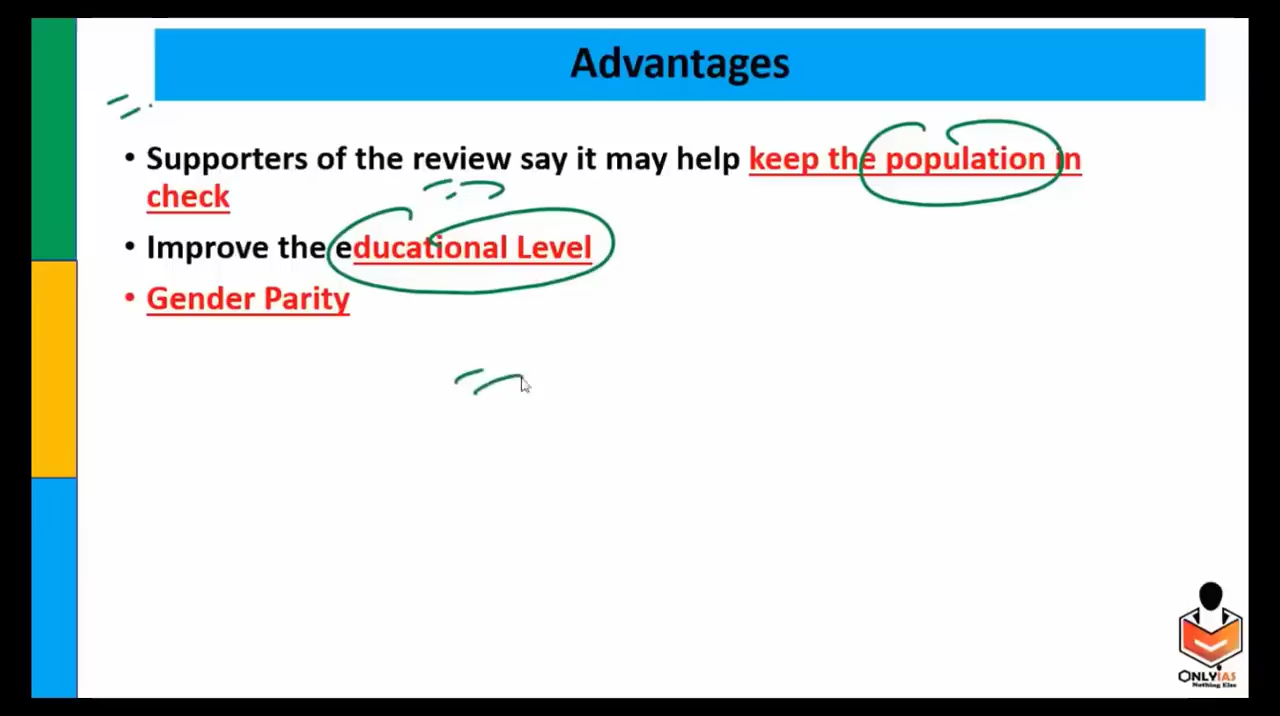 Advantages
• Supporters of the review say it may help keep the population in
check
• Improve the educational Level
• Gender Parity
ONLYIAS
Nothing Else